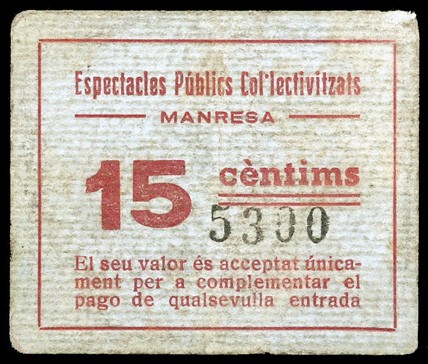 Espectacles Públics Col·lectivitzats
MANRESA
15 cèntims
5300
El seu valor és acceptat única-
ment per a complementar el
pago de qualsevulla entrada